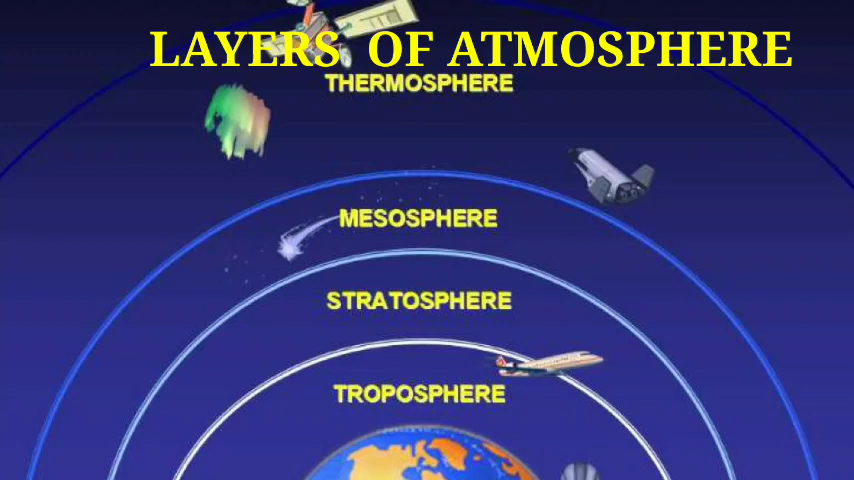 LAYERS OF ATMOSPHERE
THERMOSPHERE
MESOSPHERE
STRATOSPHERE
TROPOSPHERE